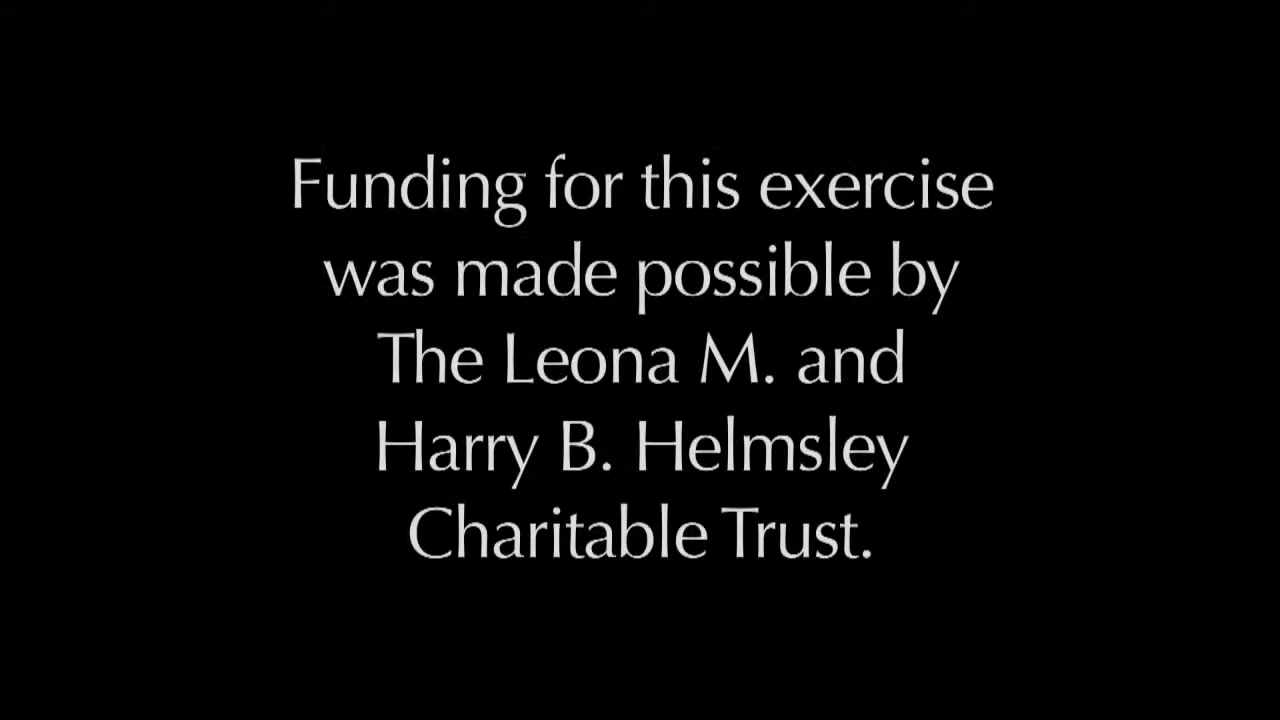 Funding for this exercise
was made possible by
The Leona M. and
Harry B. Helmsley
Charitable Trust.